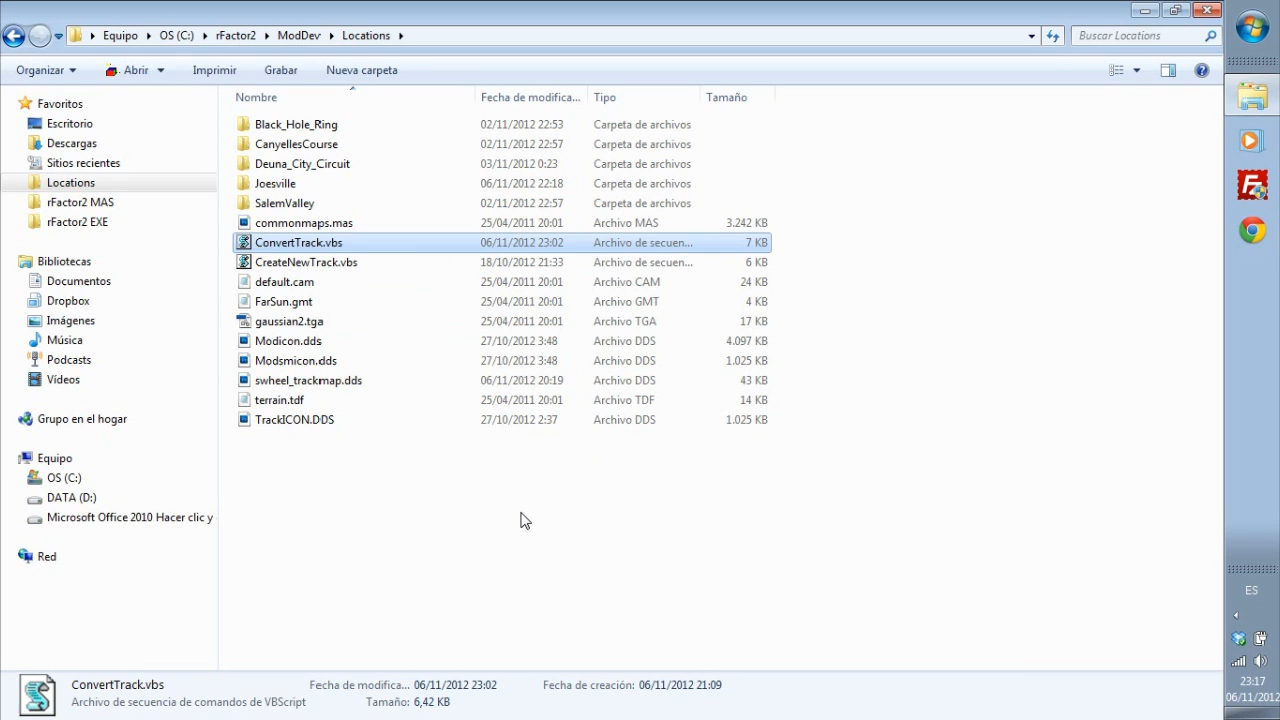 Equipo OS (C:) rFactor2 ModDev Locations
Buscar Locations
Organizar Abrir Imprimir Grabar Nueva carpeta
Favoritos
Escritorio
Descargas
Sitios recientes
Locations
rFactor2 MAS
rFactor2 EXE
Bibliotecas
Documentos
Dropbox
Imágenes
Música
Podcasts
Vídeos
Grupo en el hogar
Equipo
OS (C:)
DATA (D:)
Microsoft Office 2010 Hacer clic y
Red
Nombre Fecha de modifica... Tipo Tamaño
Black_Hole_Ring 02/11/2012 22:53 Carpeta de archivos
CanyellesCourse 02/11/2012 22:57 Carpeta de archivos
Deuna_City_Circuit 03/11/2012 0:23 Carpeta de archivos
Joesville 06/11/2012 22:18 Carpeta de archivos
SalemValley 02/11/2012 22:57 Carpeta de archivos
commonmaps.mas 25/04/2011 20:01 Archivo MAS 3.242 KB
ConvertTrack.vbs 06/11/2012 23:02 Archivo de secuen... 7 KB
CreateNewTrack.vbs 18/10/2012 21:33 Archivo de secuen... 6 KB
default.cam 25/04/2011 20:01 Archivo CAM 24 KB
FarSun.gmt 25/04/2011 20:01 Archivo GMT 4 KB
gaussian2.tga 25/04/2011 20:01 Archivo TGA 17 KB
Modicon.dds 27/10/2012 3:48 Archivo DDS 4.097 KB
Modsmicon.dds 27/10/2012 3:48 Archivo DDS 1.025 KB
swheel_trackmap.dds 06/11/2012 20:19 Archivo DDS 43 KB
terrain.tdf 25/04/2011 20:01 Archivo TDF 14 KB
TrackICON.DDS 27/10/2012 2:37 Archivo DDS 1.025 KB
ConvertTrack.vbs Fecha de modifica... 06/11/2012 23:02 Fecha de creación: 06/11/2012 21:09
Archivo de secuencia de comandos de VBScript Tamaño: 6,42 KB
ES
23:17
06/11/2012